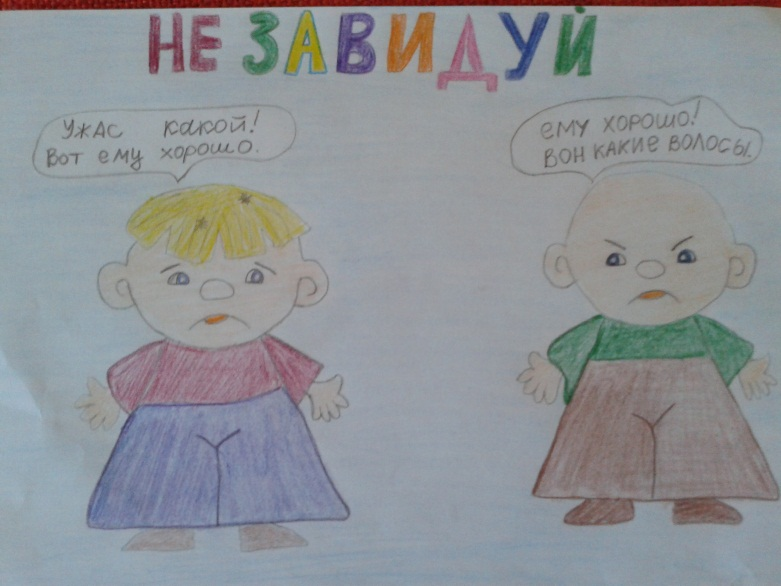 НЕ ЗАВИДУЙ
УЖАС какой!
Вот ему хорошо.
ЕМУ ХОРОШО!
ВОН КАКИЕ ВОЛОСЫ.